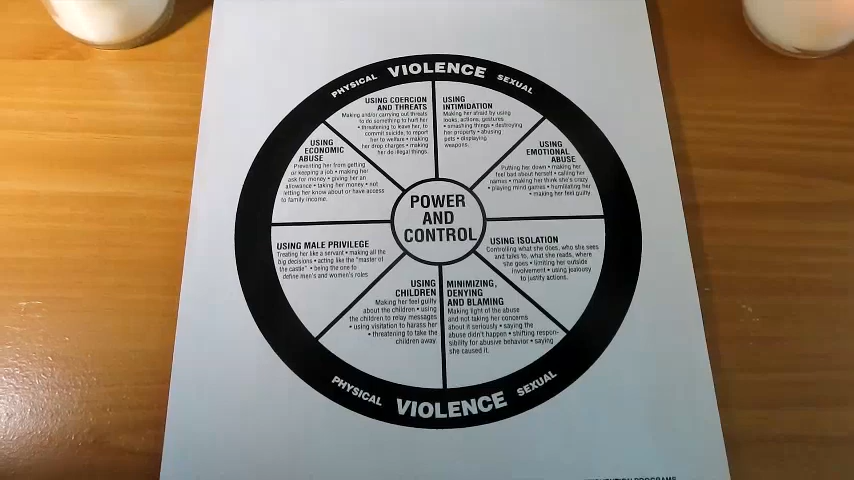 PHYSICAL VIOLENCE SEXUAL
USING COERCION
AND THREATS
Making and/or carrying out threats
to do something to hurt her
• threatening to leave her, to
commit suicide, to report
her to welfare • making
her drop charges • making
her do illegal things.
USING
INTIMIDATION
Making her afraid by using
looks, actions, gestures
• smashing things • destroying
her property • abusing
pets • displaying
weapons.
USING
ECONOMIC
ABUSE
Preventing her from getting
or keeping a job • making her
ask for money • giving her an
allowance • taking her money • not
letting her know about or have access
to family income.
USING
EMOTIONAL
ABUSE
Putting her down • making her
feel bad about herself • calling her
names • making her think she's crazy
• playing mind games • humiliating her
• making her feel guilty.
POWER
AND
CONTROL
USING MALE PRIVILEGE
Treating her like a servant • making all the
big decisions • acting like the "master of
the castle" • being the one to
define men's and women's roles
USING ISOLATION
Controlling what she does, who she sees
and talks to, what she reads, where
she goes • limiting her outside
involvement • using jealousy
to justify actions.
USING
CHILDREN
Making her feel guilty
about the children • using
the children to relay messages
• using visitation to harass her
• threatening to take the
children away.
MINIMIZING,
DENYING
AND BLAMING
Making light of the abuse
and not taking her concerns
about it seriously • saying the
abuse didn't happen • shifting respon-
sibility for abusive behavior • saying
she caused it.
PHYSICAL VIOLENCE SEXUAL
PROGRAMS